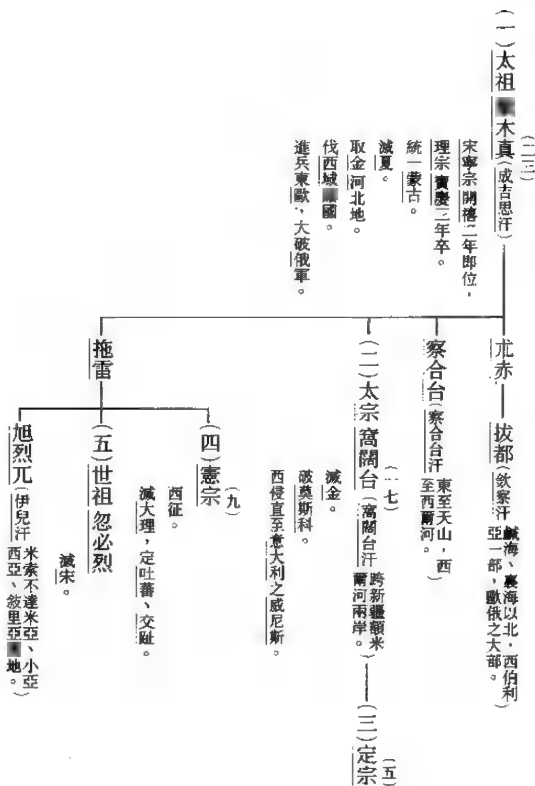 （一）太祖 木真（成吉思汗）
（二二）
宋寧宗開禧二年即位，
理宗寶慶三年卒。
統一蒙古。
滅夏。
取金河北地。
伐西域 國。
進兵東歐，大破俄軍。
朮赤
拔都（欽察汗
鹹海、裏海以北，西伯利
亞一部，歐俄之大部。）
察合台（察合台汗
東至天山，西
至西爾河。）
（二）太宗 窩闊台（窩闊台汗
跨新疆額米
爾河兩岸。）
（一七）
滅金。
破莫斯科。
西侵直至意大利之威尼斯。
（三）定宗
（五）
拖雷
（四）憲宗
（九）
西征。
滅大理，定吐蕃、交趾。
（五）世祖 忽必烈
滅宋。
旭烈兀（伊兒汗
米索不達米亞、小亞
西亞、敍里亞 地。）